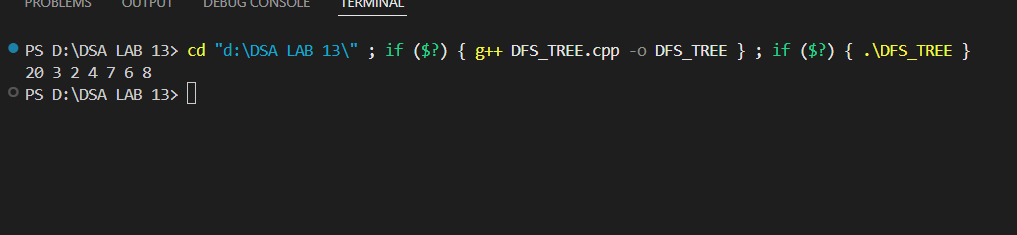 PROBLEMS OUTPUT DEBUG CONSOLE TERMINAL
PS D:\DSA LAB 13> cd "d:\DSA LAB 13\" ; if ($?) { g++ DFS_TREE.cpp -o DFS_TREE } ; if ($?) { .\DFS_TREE }
20 3 2 4 7 6 8
PS D:\DSA LAB 13>